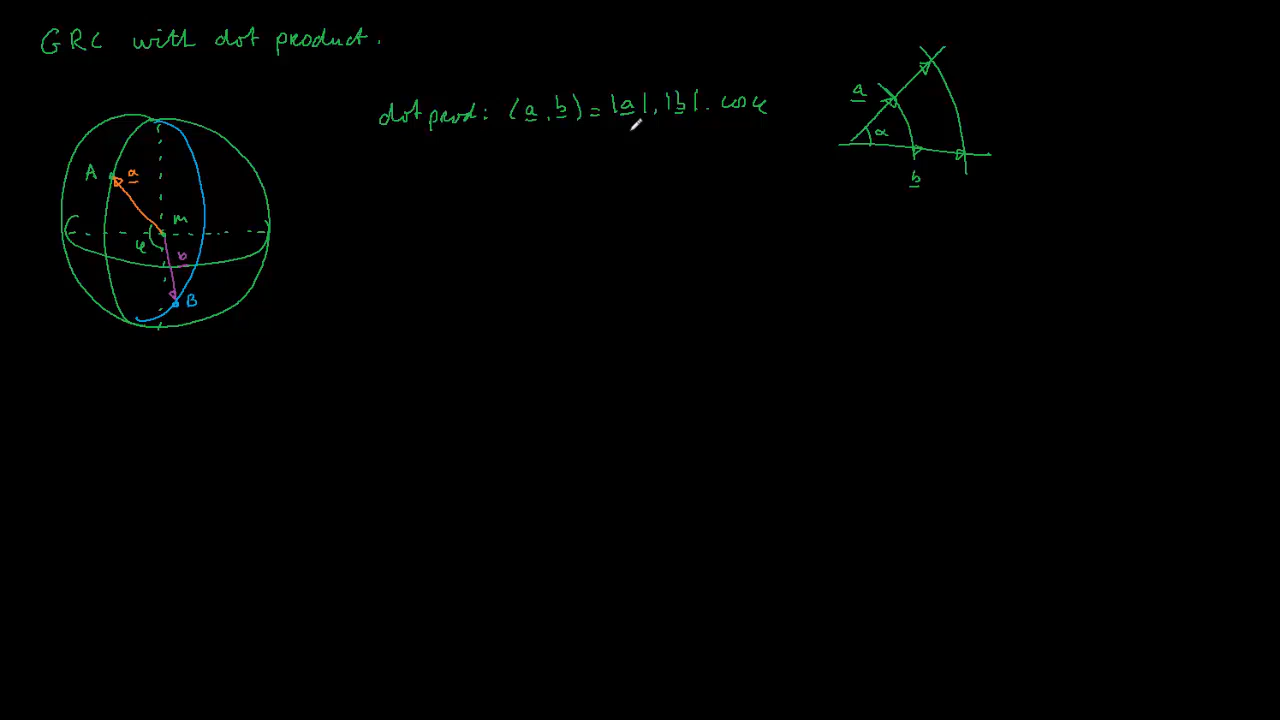 GRC with dot product.
dot prod: (a, b) = |a|.|b|. cos φ
a
α
b
A
a
M
φ
b
B